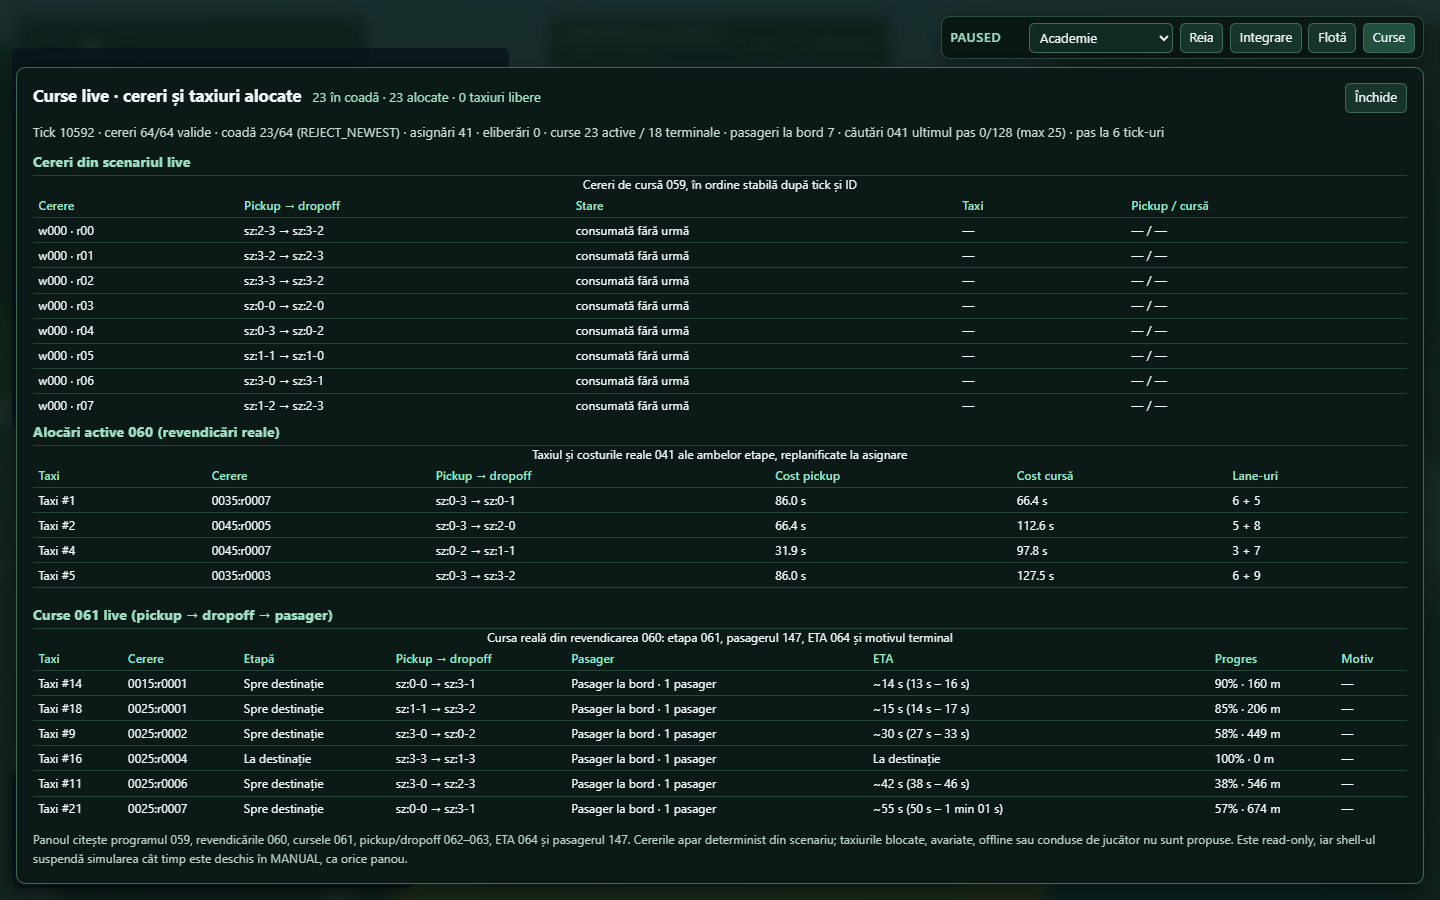 PAUSED Academie Reia Integrare Flotă Curse
Curse live · cereri și taxiuri alocate 23 în coadă · 23 alocate · 0 taxiuri libere Închide
Tick 10592 · cereri 64/64 valide · coadă 23/64 (REJECT_NEWEST) · asignări 41 · eliberări 0 · curse 23 active / 18 terminale · pasageri la bord 7 · căutări 041 ultimul pas 0/128 (max 25) · pas la 6 tick-uri
Cereri din scenariul live
Cereri de cursă 059, în ordine stabilă după tick și ID
Cerere Pickup → dropoff Stare Taxi Pickup / cursă
w000 · r00 sz:2-3 → sz:3-2 consumată fără urmă — — / —
w000 · r01 sz:3-2 → sz:2-3 consumată fără urmă — — / —
w000 · r02 sz:3-3 → sz:3-2 consumată fără urmă — — / —
w000 · r03 sz:0-0 → sz:2-0 consumată fără urmă — — / —
w000 · r04 sz:0-3 → sz:0-2 consumată fără urmă — — / —
w000 · r05 sz:1-1 → sz:1-0 consumată fără urmă — — / —
w000 · r06 sz:3-0 → sz:3-1 consumată fără urmă — — / —
w000 · r07 sz:1-2 → sz:2-3 consumată fără urmă — — / —
Alocări active 060 (revendicări reale)
Taxiul și costurile reale 041 ale ambelor etape, replanificate la asignare
Taxi Cerere Pickup → dropoff Cost pickup Cost cursă Lane-uri
Taxi #1 0035:r0007 sz:0-3 → sz:0-1 86.0 s 66.4 s 6 + 5
Taxi #2 0045:r0005 sz:0-3 → sz:2-0 66.4 s 112.6 s 5 + 8
Taxi #4 0045:r0007 sz:0-2 → sz:1-1 31.9 s 97.8 s 3 + 7
Taxi #5 0035:r0003 sz:0-3 → sz:3-2 86.0 s 127.5 s 6 + 9
Curse 061 live (pickup → dropoff → pasager)
Cursa reală din revendicarea 060: etapa 061, pasagerul 147, ETA 064 și motivul terminal
Taxi Cerere Etapă Pickup → dropoff Pasager ETA Progres Motiv
Taxi #14 0015:r0001 Spre destinație sz:0-0 → sz:3-1 Pasager la bord · 1 pasager ~14 s (13 s – 16 s) 90% · 160 m —
Taxi #18 0025:r0001 Spre destinație sz:1-1 → sz:3-2 Pasager la bord · 1 pasager ~15 s (14 s – 17 s) 85% · 206 m —
Taxi #9 0025:r0002 Spre destinație sz:3-0 → sz:0-2 Pasager la bord · 1 pasager ~30 s (27 s – 33 s) 58% · 449 m —
Taxi #16 0025:r0004 La destinație sz:3-3 → sz:1-3 Pasager la bord · 1 pasager La destinație 100% · 0 m —
Taxi #11 0025:r0006 Spre destinație sz:3-0 → sz:2-3 Pasager la bord · 1 pasager ~42 s (38 s – 46 s) 38% · 546 m —
Taxi #21 0025:r0007 Spre destinație sz:0-0 → sz:3-1 Pasager la bord · 1 pasager ~55 s (50 s – 1 min 01 s) 57% · 674 m —
Panoul citește programul 059, revendicările 060, cursele 061, pickup/dropoff 062–063, ETA 064 și pasagerul 147. Cererile apar determinist din scenariu; taxiurile blocate, avariate, offline sau conduse de jucător nu sunt propuse. Este read-only, iar shell-ul
suspendă simularea cât timp este deschis în MANUAL, ca orice panou.